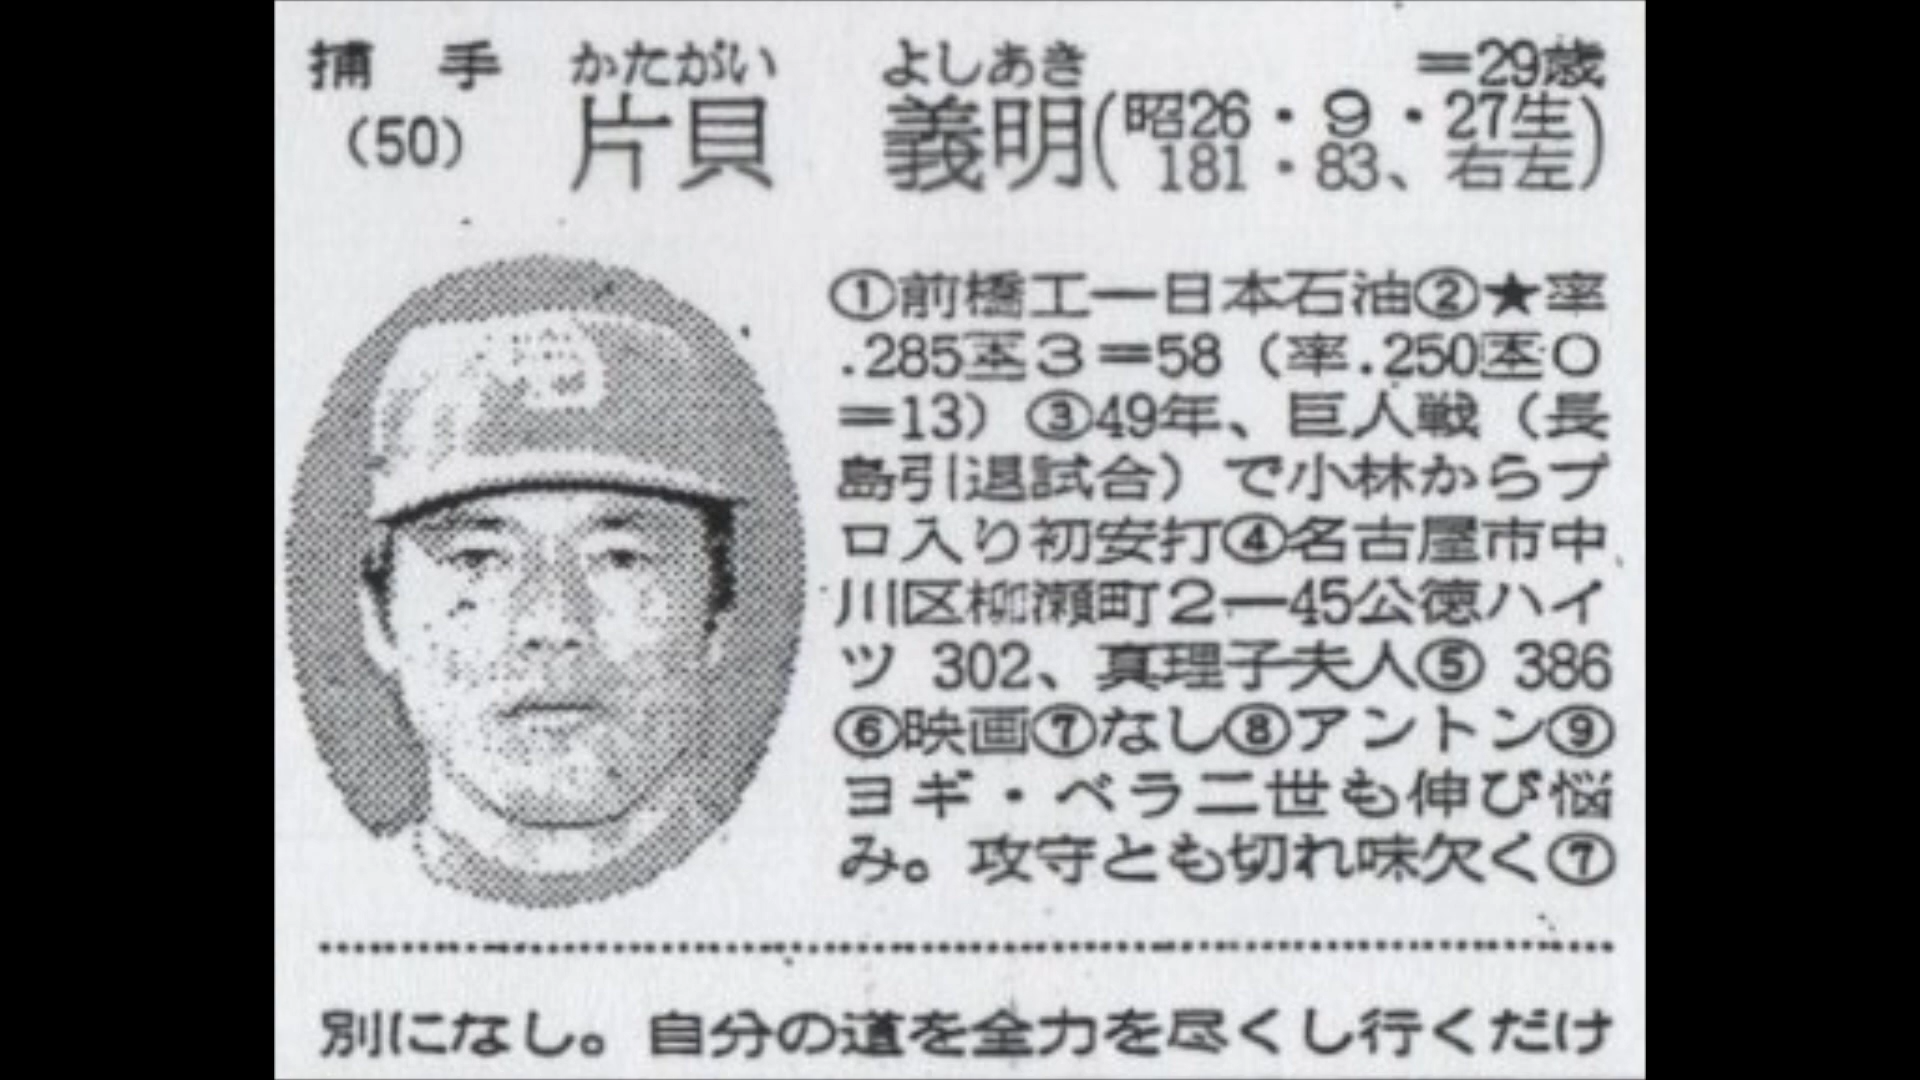 捕手 かたがい よしあき =29歳
(50) 片貝 義明(昭26・9・27生
181・83、右左)
①前橋工―日本石油②★率
.285本3=58(率.250本0
=13)③49年、巨人戦(長
島引退試合)で小林からプ
ロ入り初安打④名古屋市中
川区柳瀬町2―45公徳ハイ
ツ 302、真理子夫人⑤ 386
⑥映画⑦なし⑧アントン⑨
ヨギ・ベラ二世も伸び悩
み。攻守とも切れ味欠く⑦
別になし。自分の道を全力を尽くし行くだけ